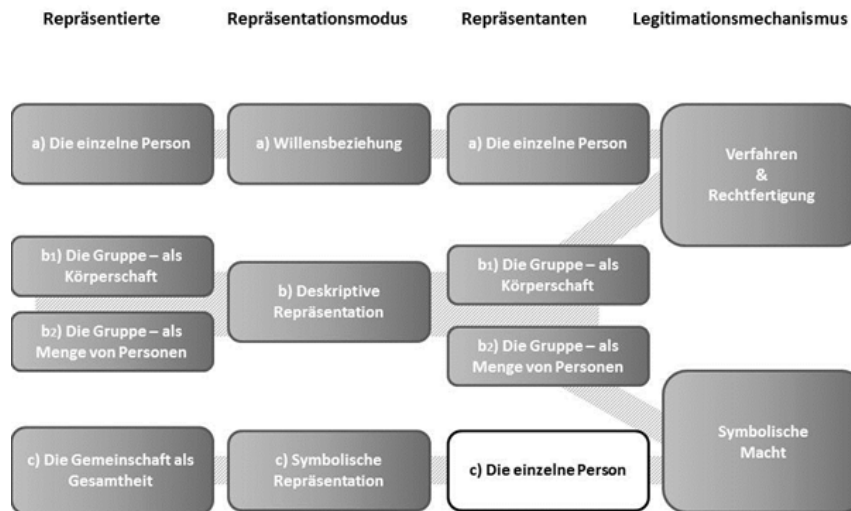 Repräsentierte
Repräsentationsmodus
Repräsentanten
Legitimationsmechanismus
a) Die einzelne Person
a) Willensbeziehung
a) Die einzelne Person
Verfahren
&
Rechtfertigung
b1) Die Gruppe – als
Körperschaft
b2) Die Gruppe – als
Menge von Personen
b) Deskriptive
Repräsentation
b1) Die Gruppe – als
Körperschaft
b2) Die Gruppe – als
Menge von Personen
c) Die Gemeinschaft als
Gesamtheit
c) Symbolische
Repräsentation
c) Die einzelne Person
Symbolische
Macht